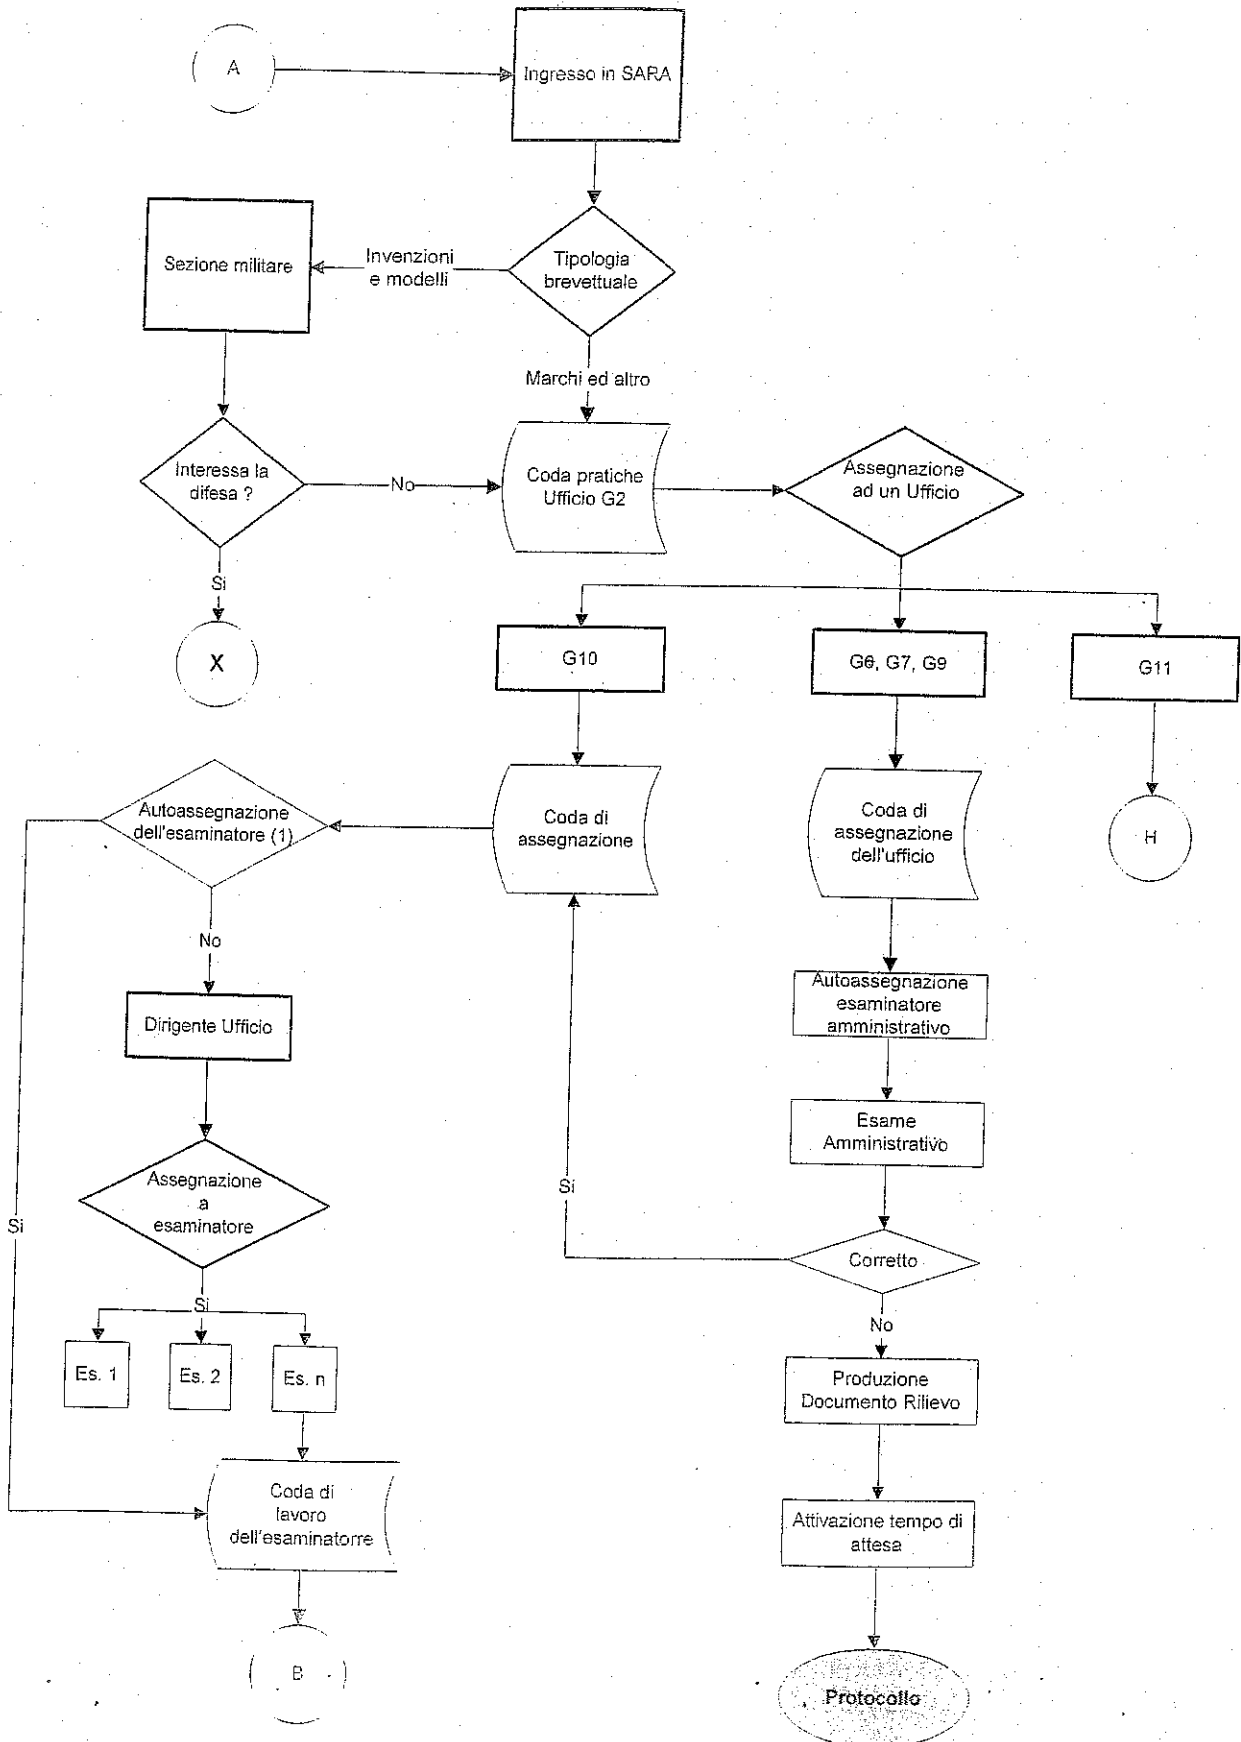 A
Ingresso in SARA
Tipologia
brevettuale
Invenzioni
e modelli
Sezione militare
Marchi ed altro
Interessa la
difesa ?
No
Coda pratiche
Ufficio G2
Assegnazione
ad un Ufficio
Si
X
G10
G6, G7, G9
G11
Autoassegnazione
dell'esaminatore (1)
Coda di
assegnazione
Coda di
assegnazione
dell'ufficio
H
No
Dirigente Ufficio
Autoassegnazione
esaminatore
amministrativo
Esame
Amministrativo
Assegnazione
a
esaminatore
Si
Si
Corretto
Si
No
Es. 1
Es. 2
Es. n
Produzione
Documento Rilievo
Coda di
lavoro
dell'esaminatorre
Attivazione tempo di
attesa
B
Protocollo